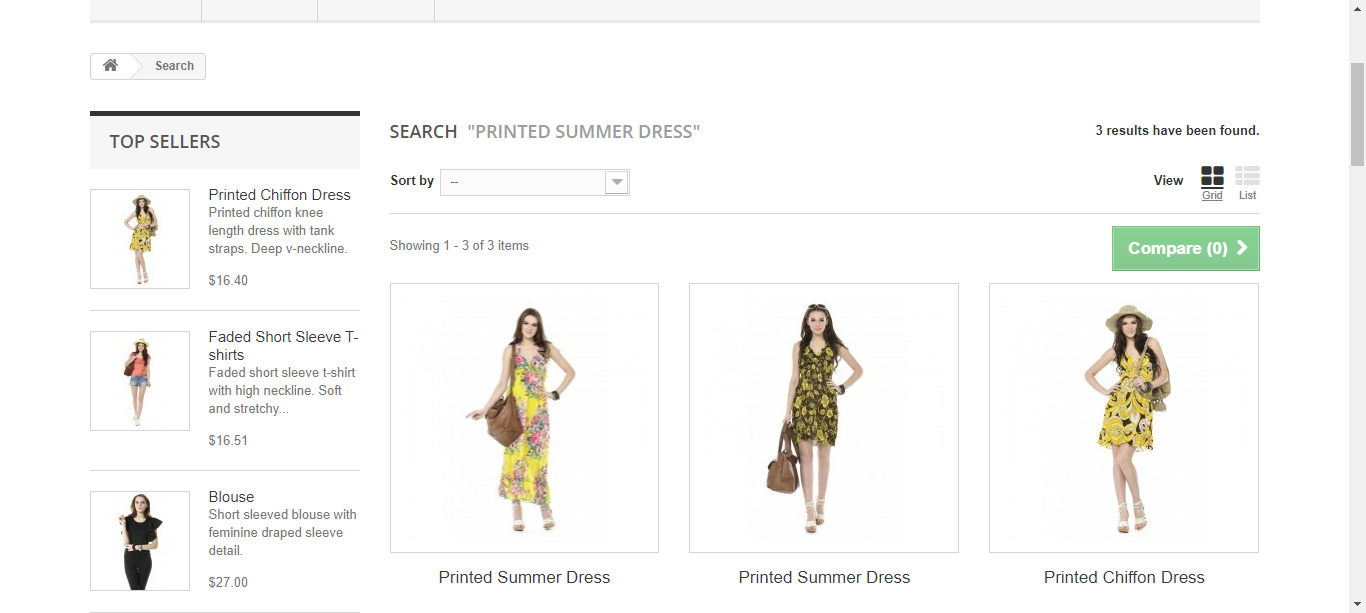 Search
TOP SELLERS
Printed Chiffon Dress
Printed chiffon knee
length dress with tank
straps. Deep v-neckline.
$16.40
Faded Short Sleeve T-
shirts
Faded short sleeve t-shirt
with high neckline. Soft
and stretchy...
$16.51
Blouse
Short sleeved blouse with
feminine draped sleeve
detail.
$27.00
SEARCH "PRINTED SUMMER DRESS"
3 results have been found.
Sort by --
View
Grid
List
Showing 1 - 3 of 3 items
Compare (0)
Printed Summer Dress
Printed Summer Dress
Printed Chiffon Dress